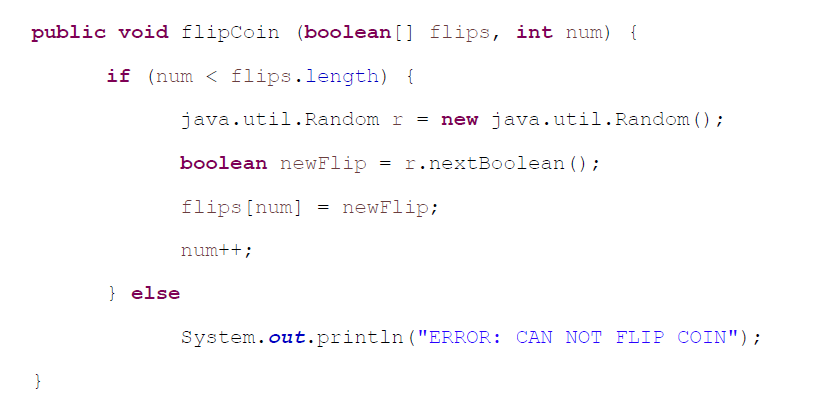 public void flipCoin (boolean[] flips, int num) {
if (num < flips.length) {
java.util.Random r = new java.util.Random();
boolean newFlip = r.nextBoolean();
flips[num] = newFlip;
num++;
} else
System.out.println("ERROR: CAN NOT FLIP COIN");
}